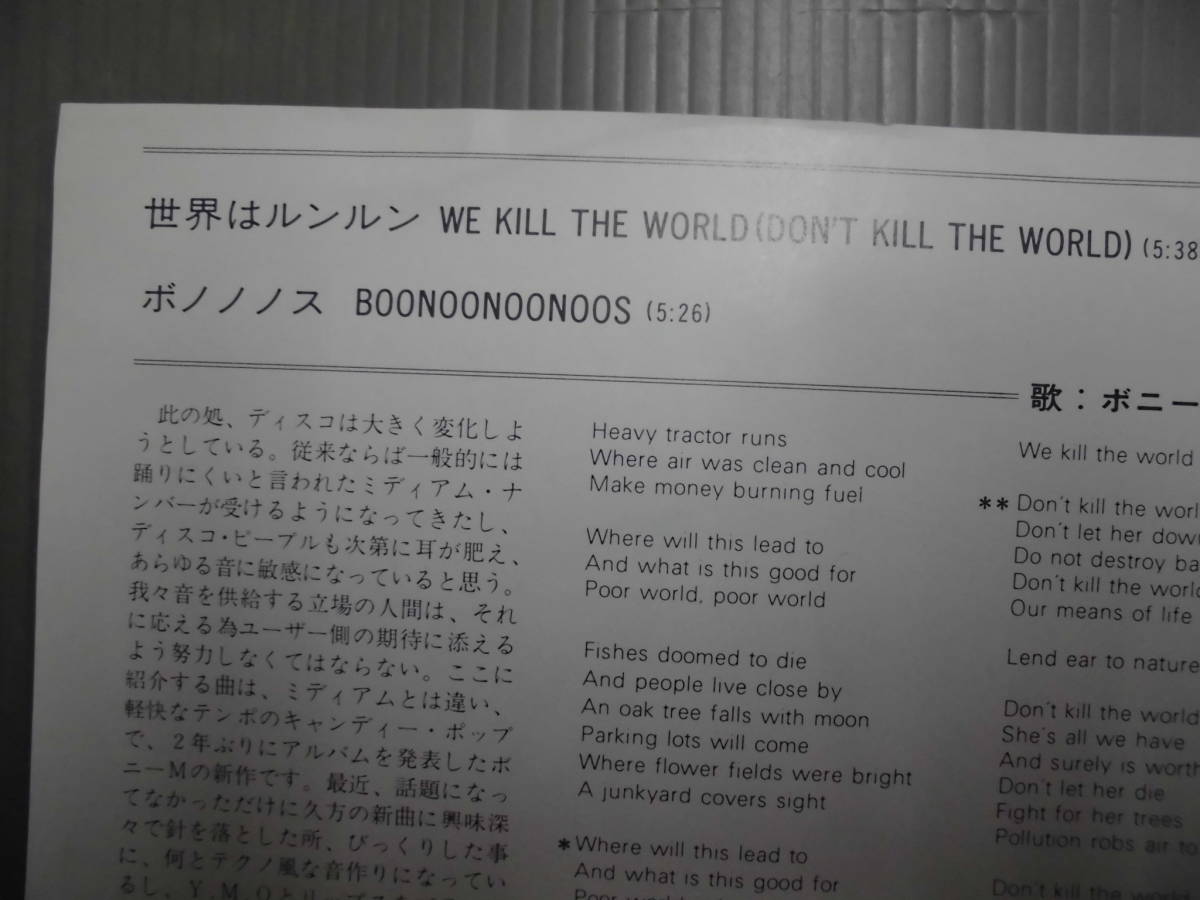 世界はルンルン WE KILL THE WORLD(DON'T KILL THE WORLD) (5:38
ボノノノス BOONOONOONOOS (5:26)
歌：ボニー
此の処、ディスコは大きく変化しよ
うとしている。従来ならば一般的には
踊りにくいと言われたミディアム・ナ
ンバーが受けるようになってきたし、
ディスコ・ピープルも次第に耳が肥え、
あらゆる音に敏感になっていると思う。
我々音を供給する立場の人間は、それ
に応える為ユーザー側の期待に添える
よう努力しなくてはならない。ここに
紹介する曲は、ミディアムとは違い、
軽快なテンポのキャンディー・ポップ
で、2年ぶりにアルバムを発表したボ
ニーMの新作です。最近、話題になっ
てなかっただけに久方の新曲に興味深
々で針を落とした所、びっくりした事
に、何とテクノ風な音作りになってい
るし、Y.M.O
Heavy tractor runs
Where air was clean and cool
Make money burning fuel
Where will this lead to
And what is this good for
Poor world, poor world
Fishes doomed to die
And people live close by
An oak tree falls with moon
Parking lots will come
Where flower fields were bright
A junkyard covers sight
*Where will this lead to
And what is this good for
Poor world
We kill the world
**Don't kill the worl
Don't let her down
Do not destroy ba
Don't kill the world
Our means of life
Lend ear to nature
Don't kill the world
She's all we have
And surely is worth
Don't let her die
Fight for her trees
Pollution robs air to
Don't kill the world